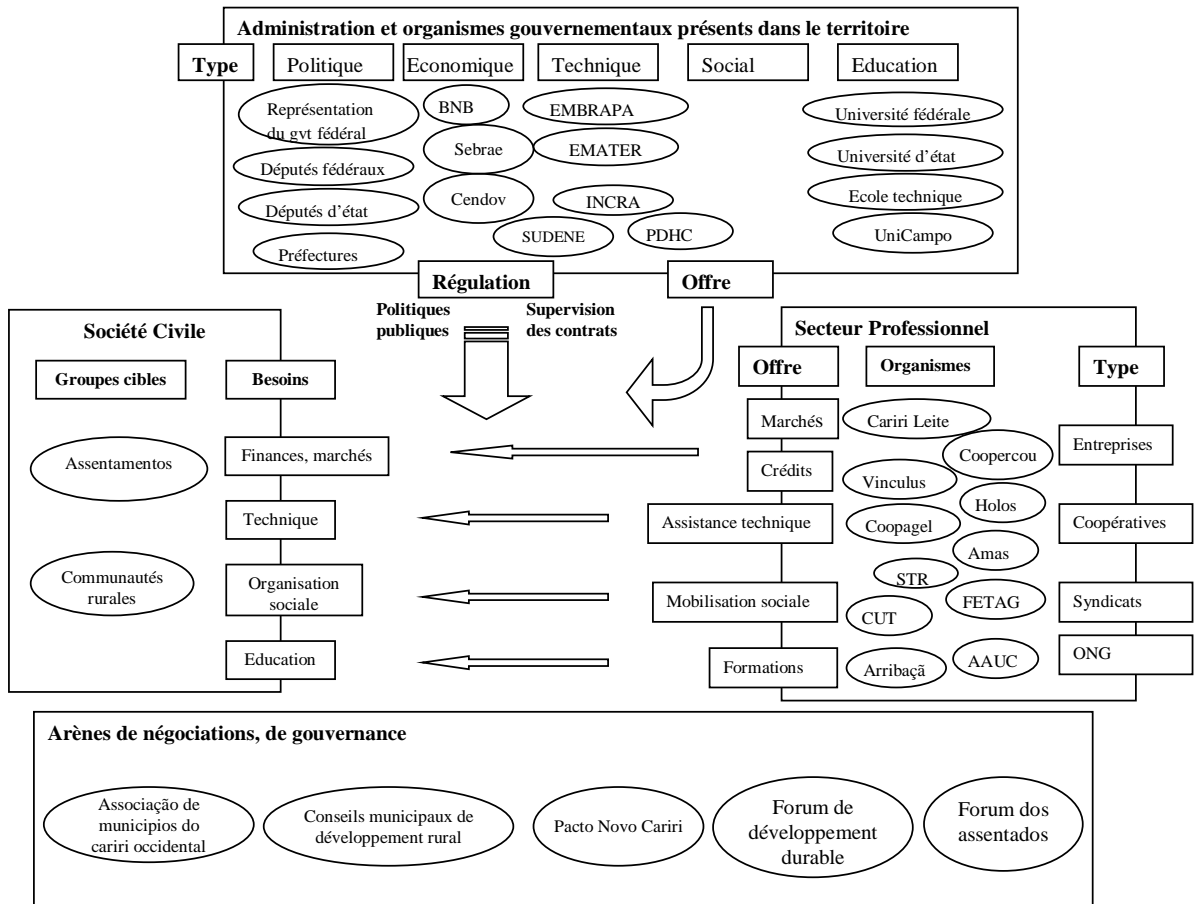 Administration et organismes gouvernementaux présents dans le territoire
Type
Politique
Economique
Technique
Social
Education
Représentation
du gvt fédéral
Députés fédéraux
Députés d'état
Préfectures
BNB
Sebrae
Cendov
EMBRAPA
EMATER
INCRA
SUDENE
PDHC
Université fédérale
Université d'état
Ecole technique
UniCampo
Régulation
Offre
Politiques
publiques
Supervision
des contrats
Société Civile
Groupes cibles
Besoins
Assentamentos
Communautés
rurales
Finances, marchés
Technique
Organisation
sociale
Education
Secteur Professionnel
Offre
Organismes
Type
Marchés
Crédits
Assistance technique
Mobilisation sociale
Formations
Cariri Leite
Coopercou
Vinculus
Holos
Coopagel
Amas
STR
FETAG
CUT
AAUC
Arribaçã
Entreprises
Coopératives
Syndicats
ONG
Arènes de négociations, de gouvernance
Associação de
municipios do
cariri occidental
Conseils municipaux de
développement rural
Pacto Novo Cariri
Forum de
développement
durable
Forum dos
assentados